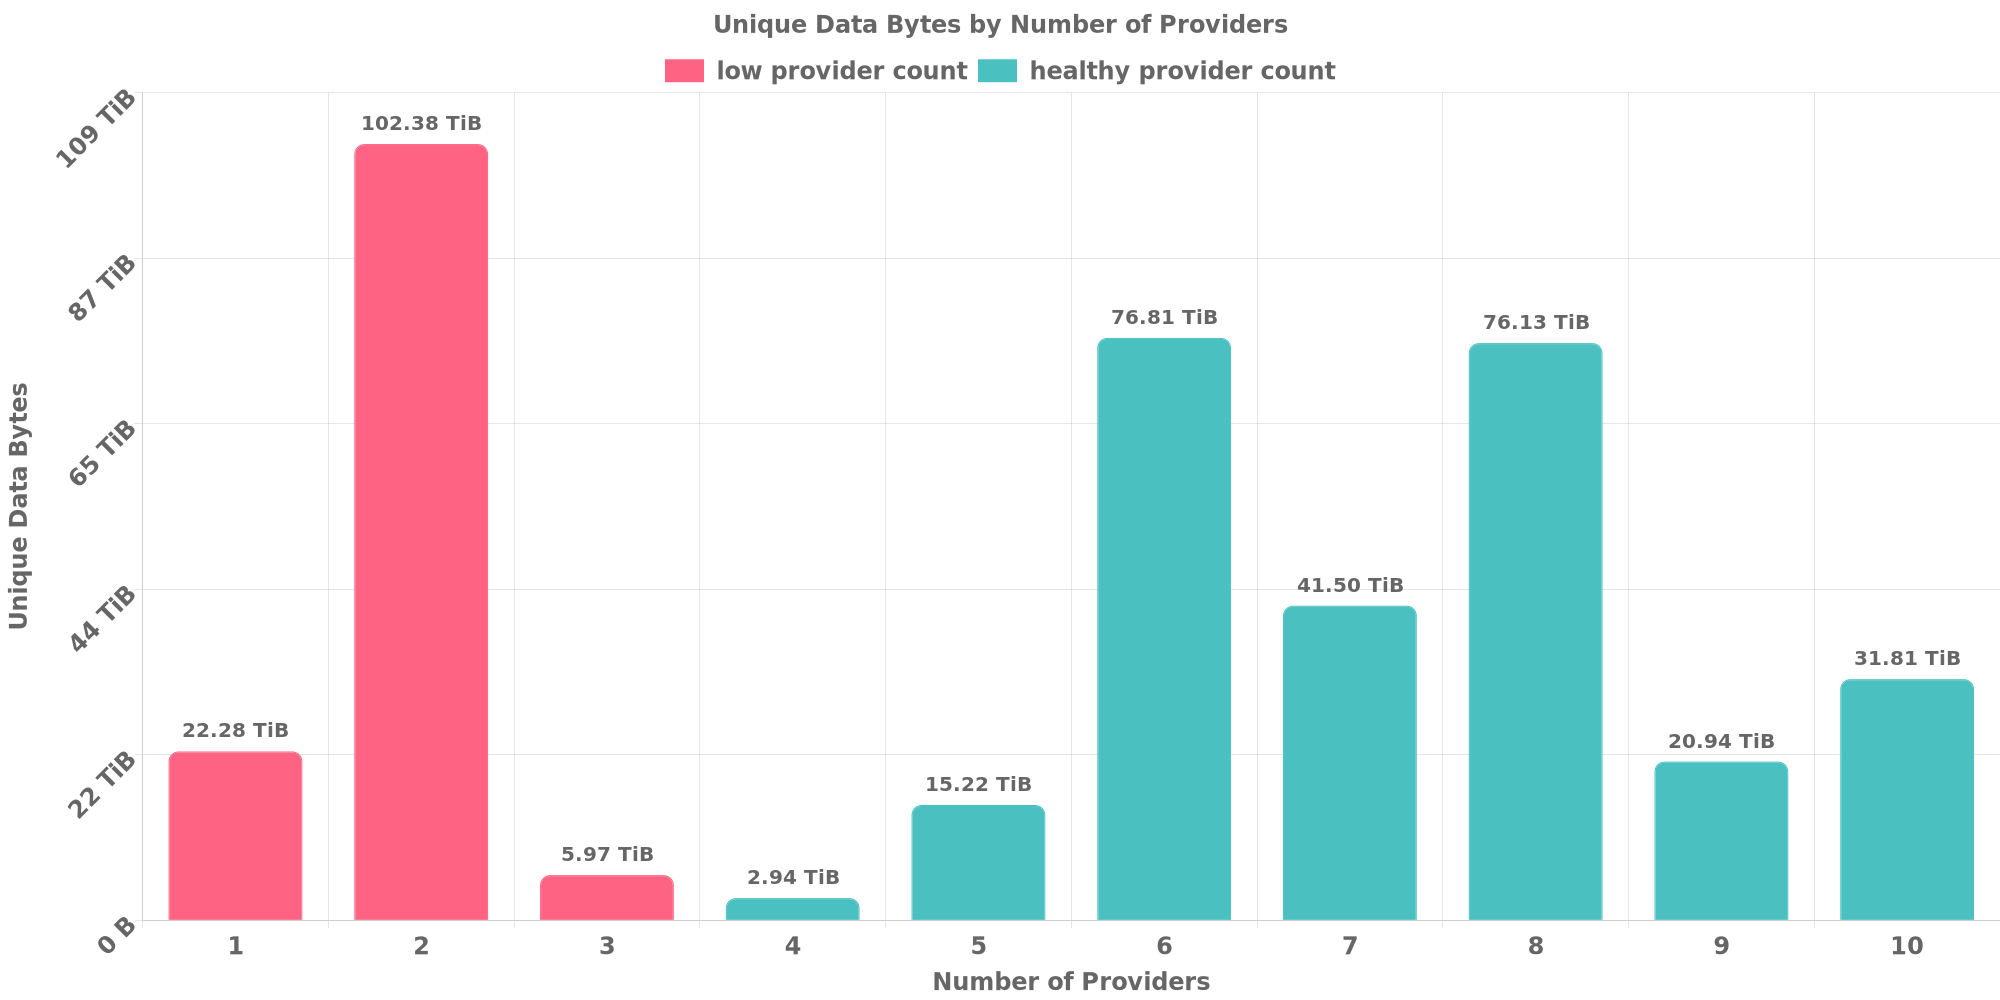 Unique Data Bytes by Number of Providers
low provider count healthy provider count
109 TiB
87 TiB
65 TiB
44 TiB
22 TiB
0 B
Unique Data Bytes
22.28 TiB
102.38 TiB
5.97 TiB
2.94 TiB
15.22 TiB
76.81 TiB
41.50 TiB
76.13 TiB
20.94 TiB
31.81 TiB
1 2 3 4 5 6 7 8 9 10
Number of Providers